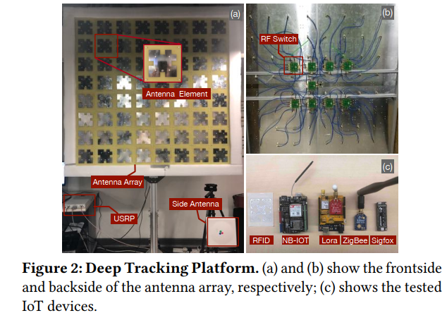 (a)
Antenna Element
Antenna Array
USRP
Side Antenna
(b)
RF Switch
(c)
RFID NB-IOT Lora ZigBee Sigfox
Figure 2: Deep Tracking Platform. (a) and (b) show the frontside
and backside of the antenna array, respectively; (c) shows the tested
IoT devices.